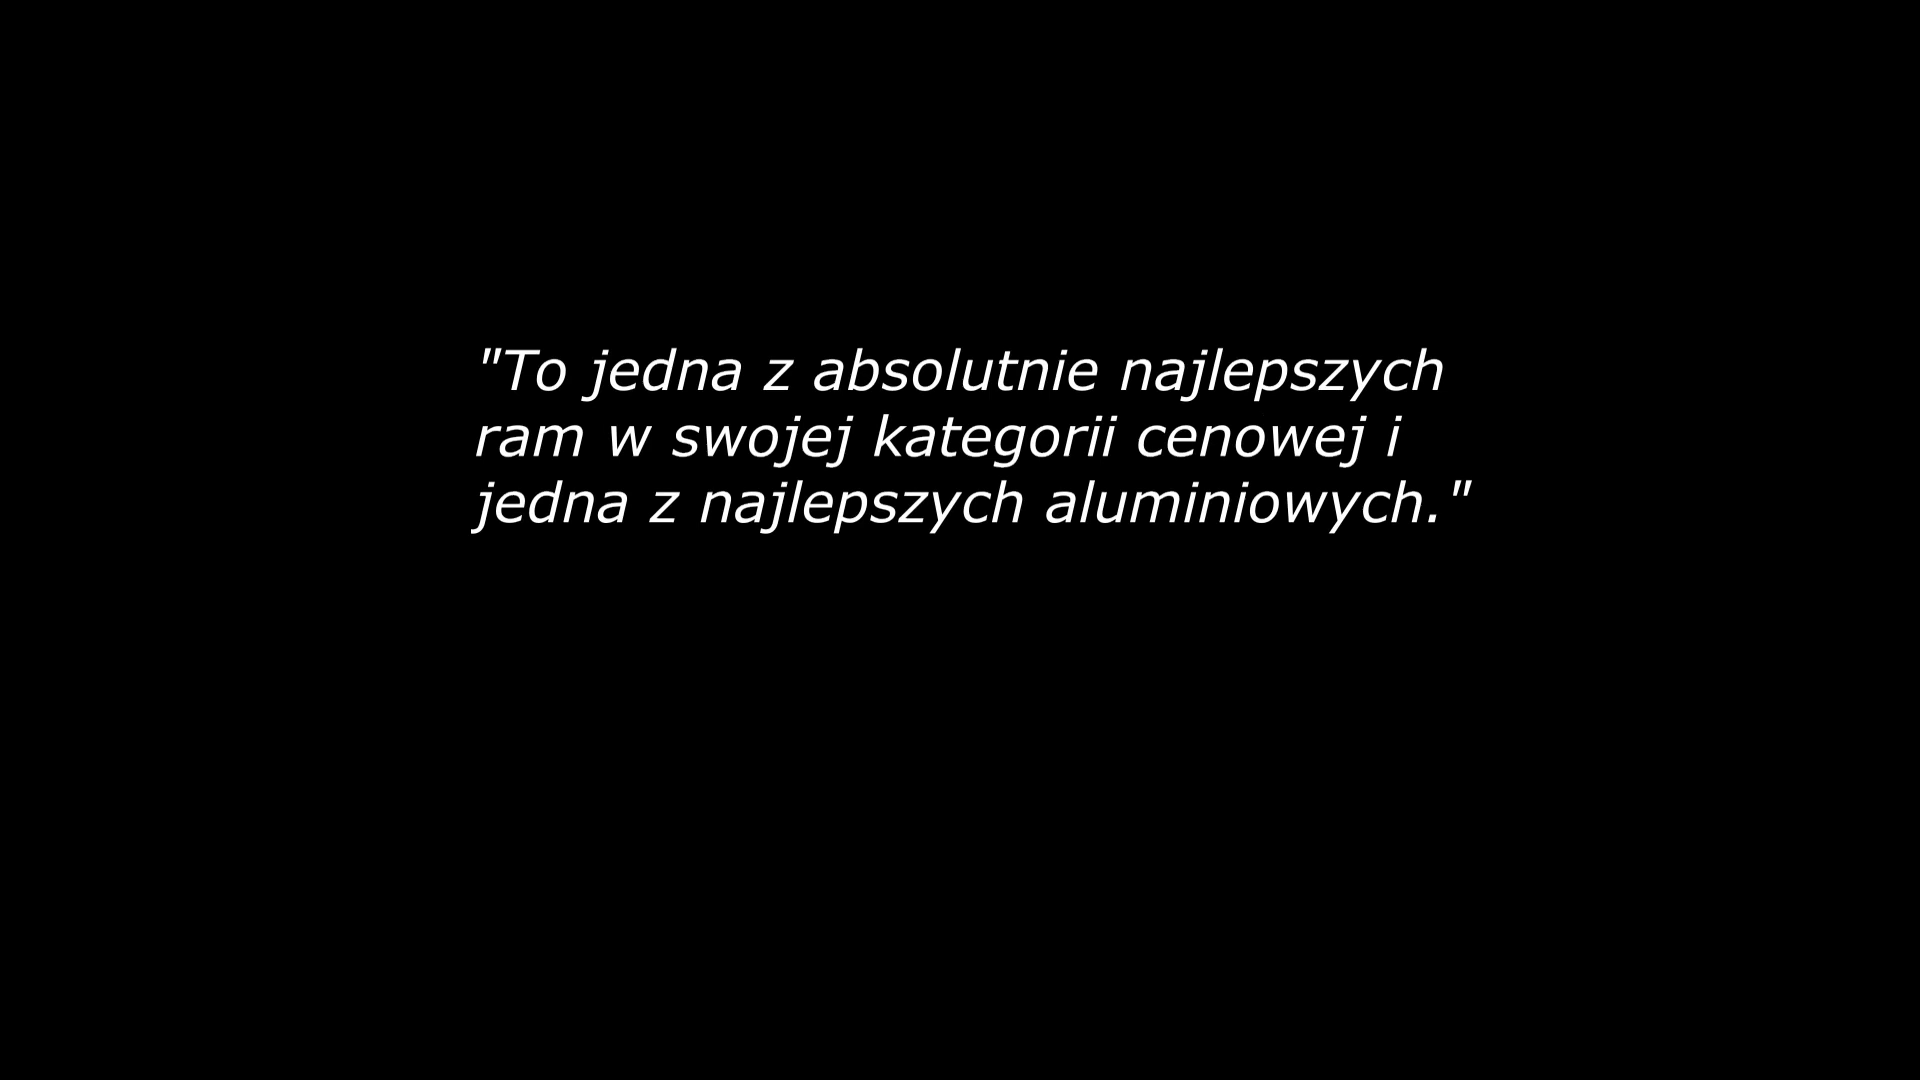 "To jedna z absolutnie najlepszych
ram w swojej kategorii cenowej i
jedna z najlepszych aluminiowych."